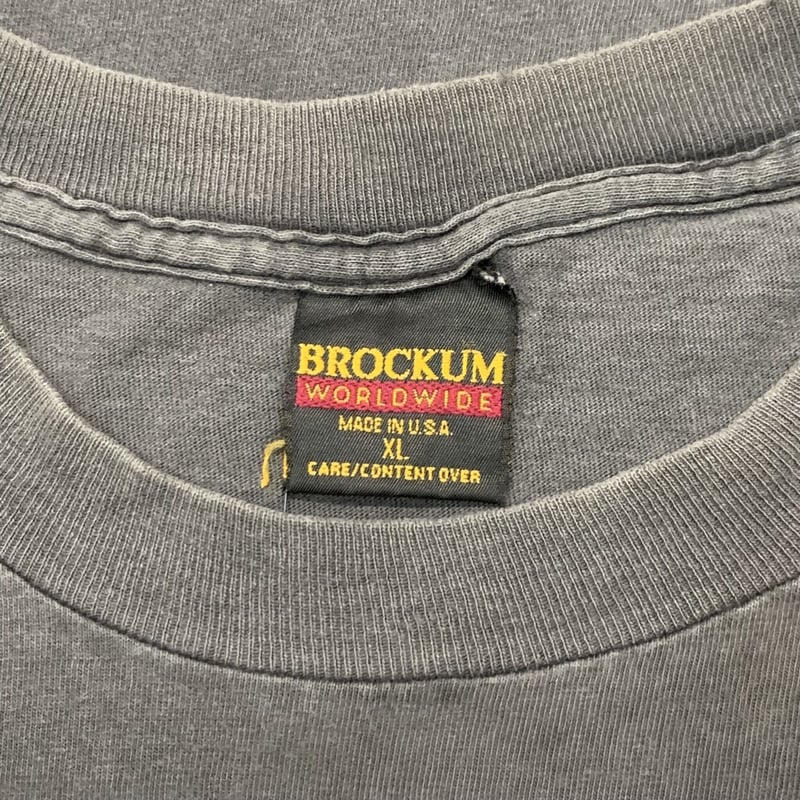 BROCKUM
WORLDWIDE
MADE IN U.S.A.
XL
CARE/CONTENT OVER